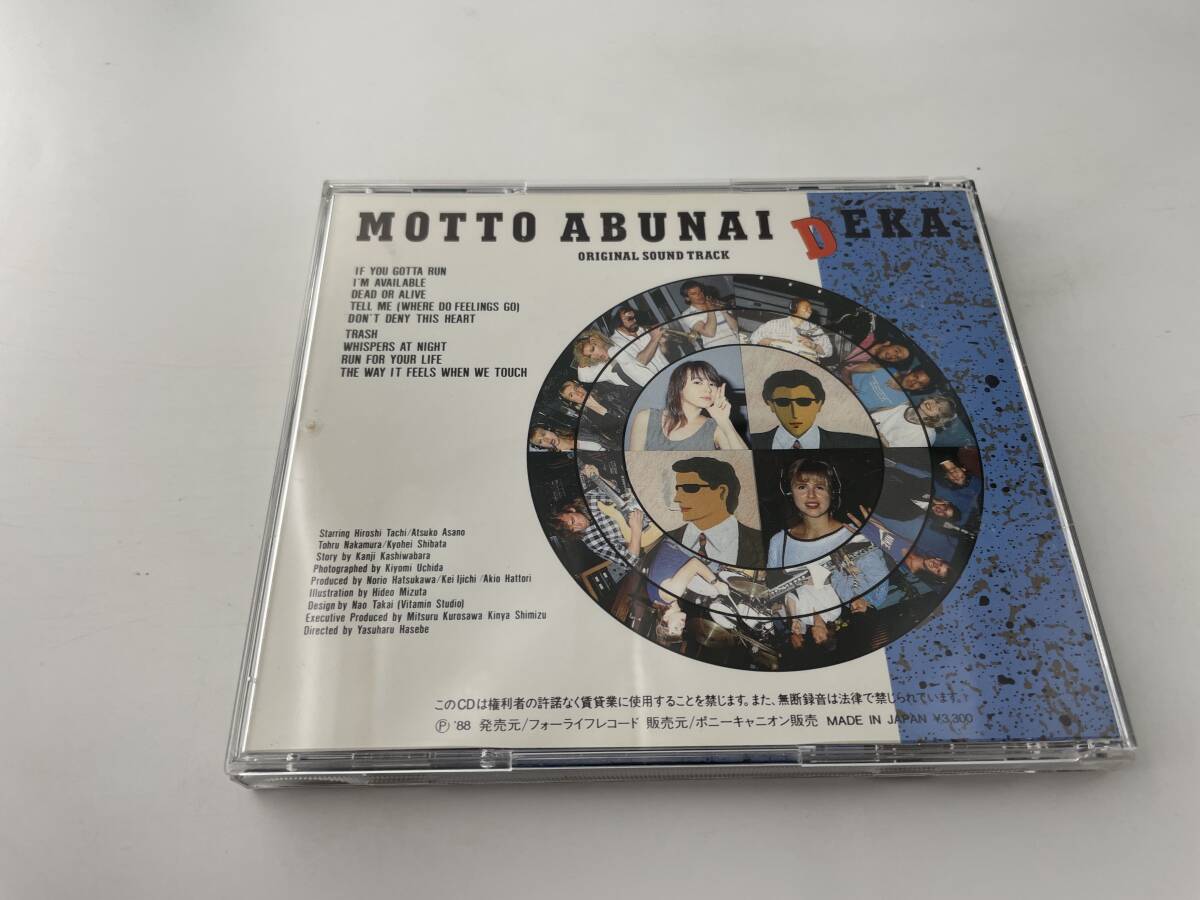 MOTTO ABUNAI DËKA
ORIGINAL SOUND TRACK
IF YOU GOTTA RUN
I'M AVAILABLE
DEAD OR ALIVE
TELL ME (WHERE DO FEELINGS GO)
DON'T DENY THIS HEART
TRASH
WHISPERS AT NIGHT
RUN FOR YOUR LIFE
THE WAY IT FEELS WHEN WE TOUCH
Starring Hiroshi Tachi/Atsuko Asano
Tohru Nakamura/Kyohei Shibata
Story by Kanji Kashiwabara
Photographed by Kiyomi Uchida
Produced by Norio Hatsukawa/Kei Ijichi/Akio Hattori
Illustration by Hideo Mizuta
Design by Nao Takai (Vitamin Studio)
Executive Produced by Mitsuru Kurosawa Kinya Shimizu
Directed by Yasuharu Hasebe
このCDは権利者の許諾なく賃貸業に使用することを禁じます。また、無断録音は法律で禁じられています。
Ⓟ '88 発売元/フォーライフレコード 販売元/ポニーキャニオン販売 MADE IN JAPAN ¥3,300